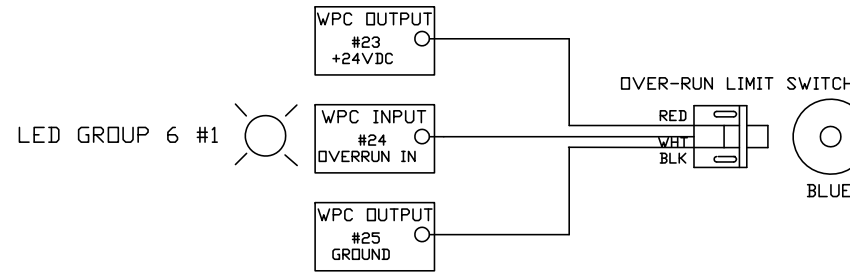 WPC OUTPUT
#23
+24VDC
OVER-RUN LIMIT SWITCH
LED GROUP 6 #1
WPC INPUT
#24
OVERRUN IN
RED
WHT
BLK
BLUE
WPC OUTPUT
#25
GROUND